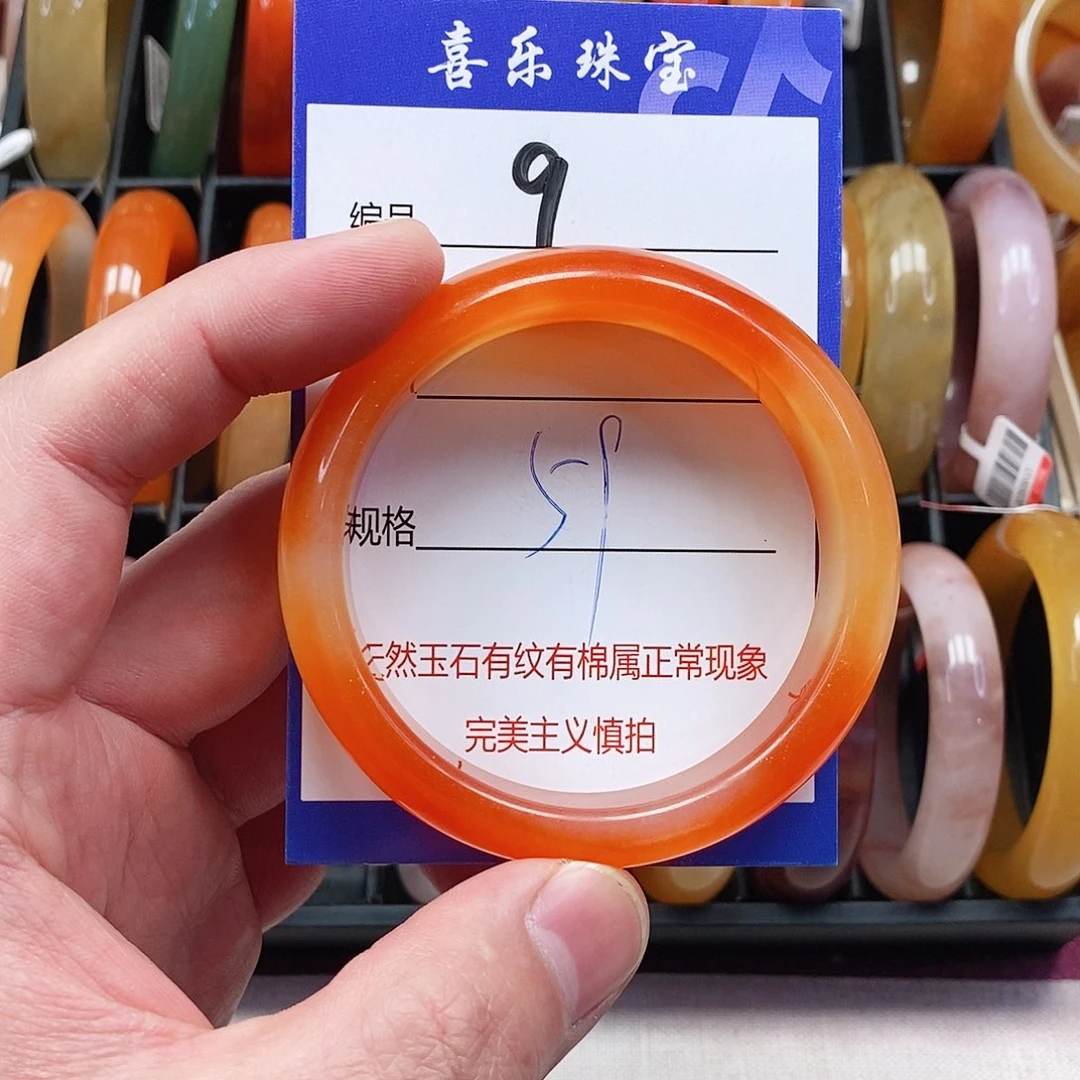 喜乐珠宝
编号 9
规格 59
天然玉石有纹有棉属正常现象
完美主义慎拍